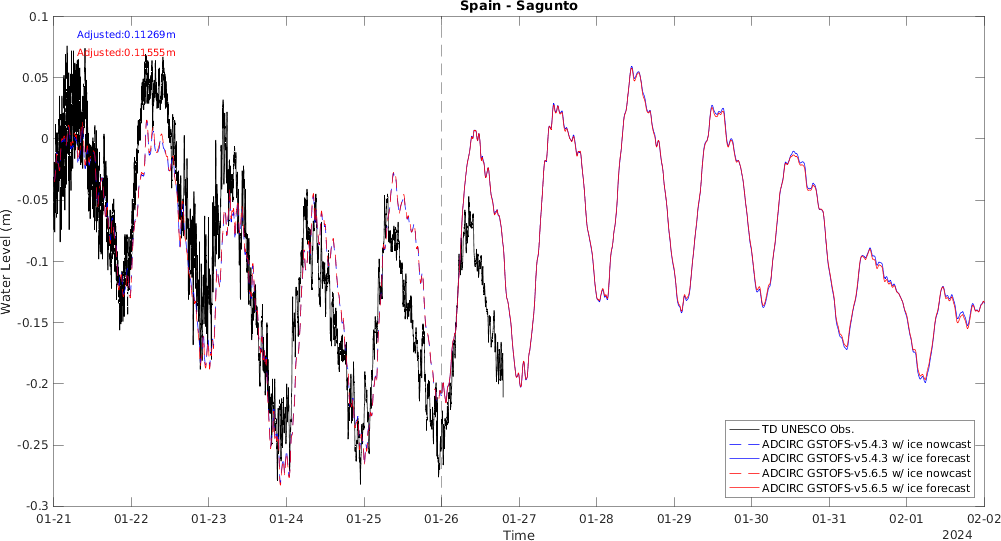 Spain - Sagunto
Adjusted:0.11269m
Adjusted:0.11555m
0.1
0.05
0
-0.05
-0.1
-0.15
-0.2
-0.25
-0.3
Water Level (m)
TD UNESCO Obs.
ADCIRC GSTOFS-v5.4.3 w/ ice nowcast
ADCIRC GSTOFS-v5.4.3 w/ ice forecast
ADCIRC GSTOFS-v5.6.5 w/ ice nowcast
ADCIRC GSTOFS-v5.6.5 w/ ice forecast
01-21 01-22 01-23 01-24 01-25 01-26 01-27 01-28 01-29 01-30 01-31 02-01 02-02
Time
2024